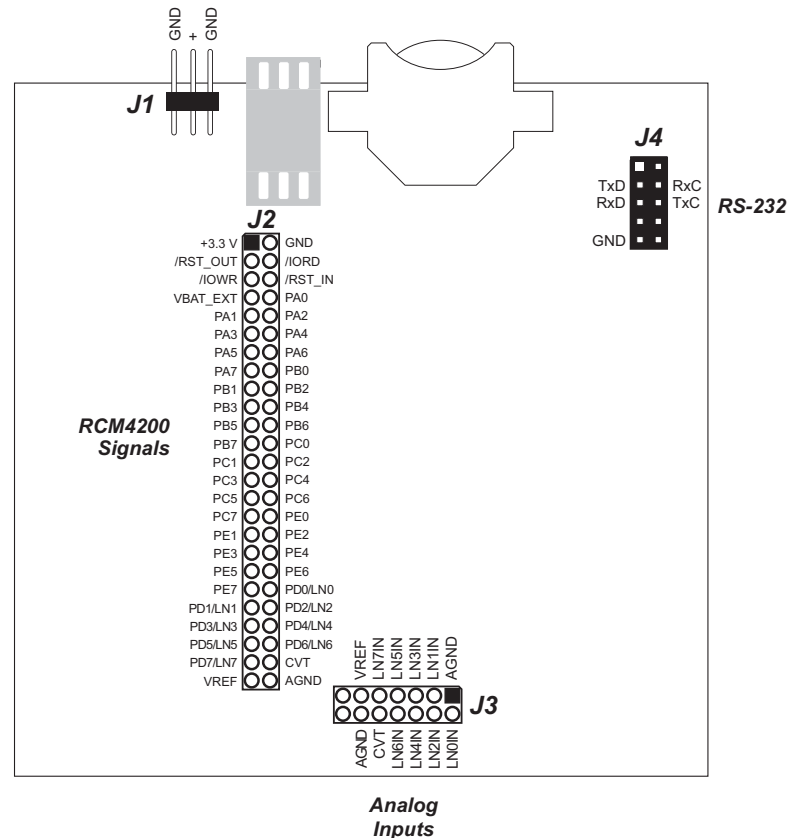 GND
+
GND
J1
J4
TxD RxC
RxD TxC
GND
RS-232
J2
+3.3 V GND
/RST_OUT /IORD
/IOWR /RST_IN
VBAT_EXT PA0
PA1 PA2
PA3 PA4
PA5 PA6
PA7 PB0
PB1 PB2
PB3 PB4
PB5 PB6
PB7 PC0
PC1 PC2
PC3 PC4
PC5 PC6
PC7 PE0
PE1 PE2
PE3 PE4
PE5 PE6
PE7 PD0/LN0
PD1/LN1 PD2/LN2
PD3/LN3 PD4/LN4
PD5/LN5 PD6/LN6
PD7/LN7 CVT
VREF AGND
RCM4200
Signals
VREF
LN7IN
LN5IN
LN3IN
LN1IN
AGND
J3
AGND
CVT
LN6IN
LN4IN
LN2IN
LN0IN
Analog
Inputs